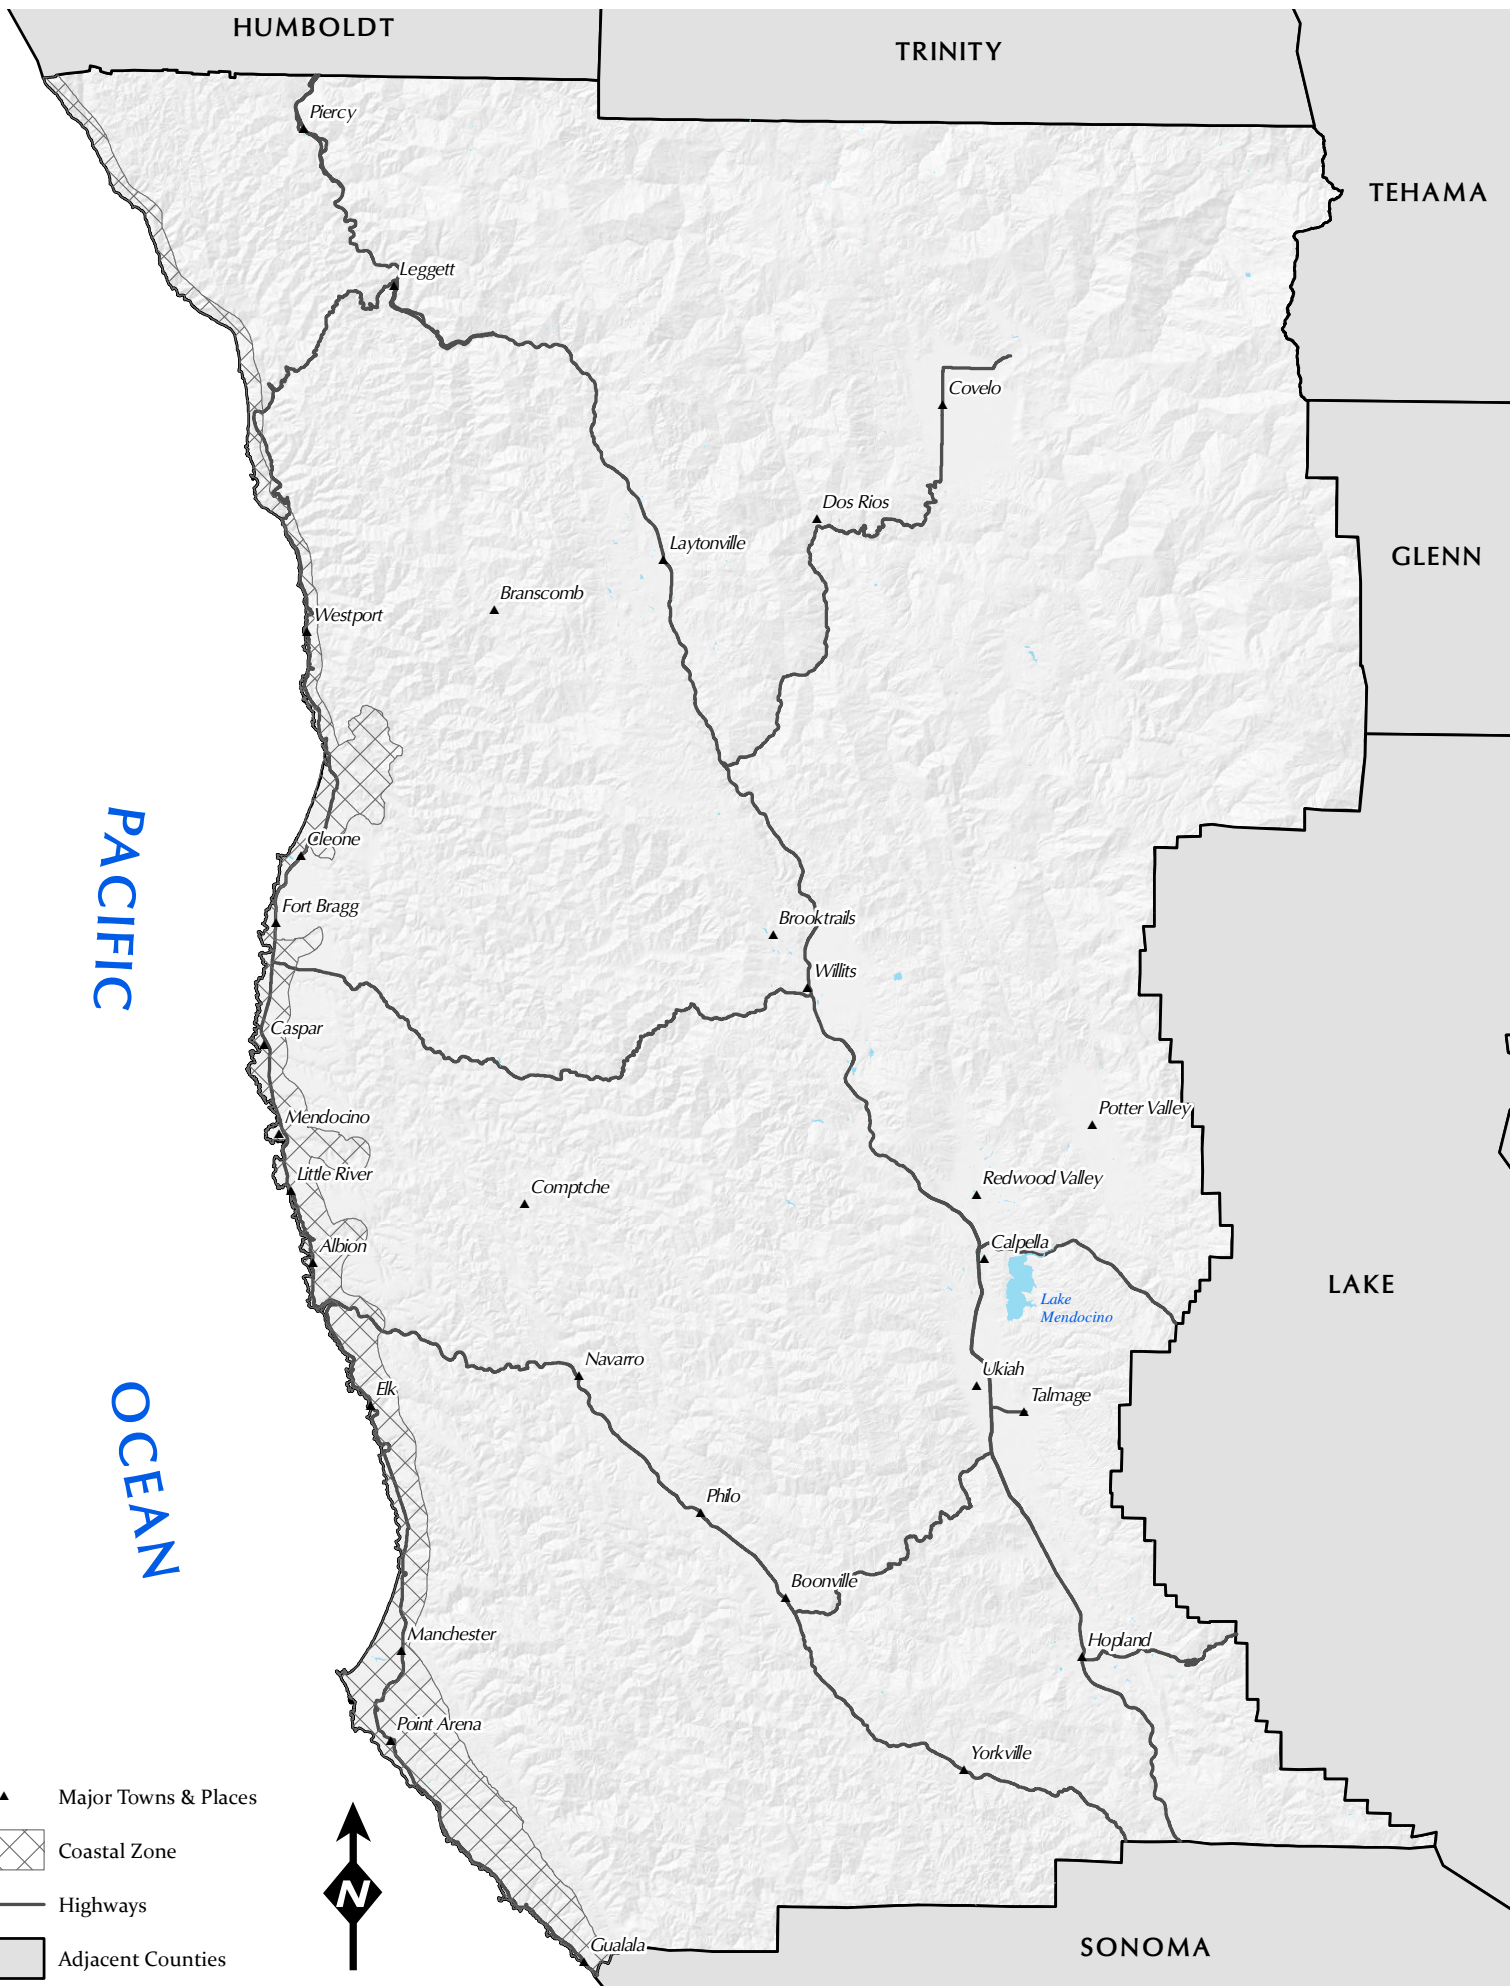 HUMBOLDT
TRINITY
TEHAMA
Piercy
Leggett
Covelo
Dos Rios
Laytonville
GLENN
Branscomb
Westport
PACIFIC
Cleone
Fort Bragg
Brooktrails
Willits
Caspar
Mendocino
Potter Valley
Little River
Redwood Valley
Comptche
Albion
Calpella
LAKE
Lake
Mendocino
OCEAN
Navarro
Ukiah
Elk
Talmage
Philo
Boonville
Manchester
Hopland
Point Arena
Yorkville
Major Towns & Places
Coastal Zone
Highways
N
Gualala
SONOMA
Adjacent Counties